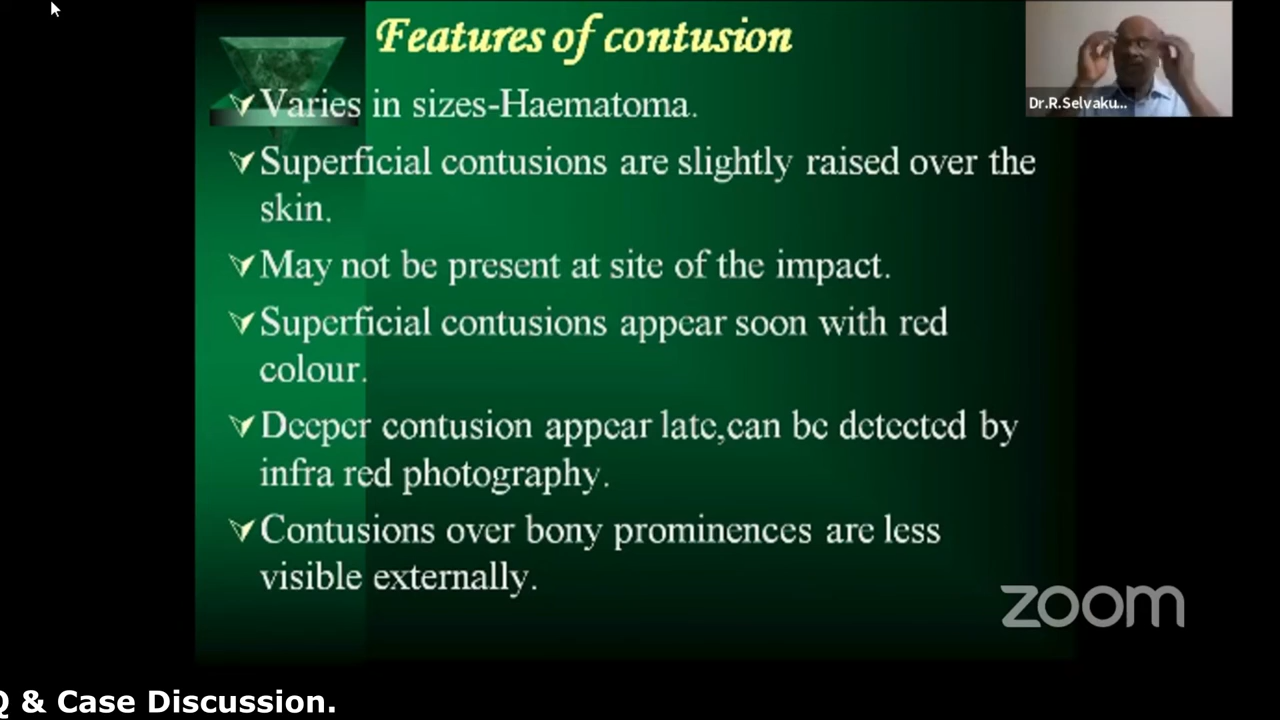 Features of contusion
Varies in sizes-Haematoma.
Superficial contusions are slightly raised over the
skin.
May not be present at site of the impact.
Superficial contusions appear soon with red
colour.
Deeper contusion appear late,can be detected by
infra red photography.
Contusions over bony prominences are less
visible externally.
Dr.R.Selvaku...
zoom
Q & Case Discussion.